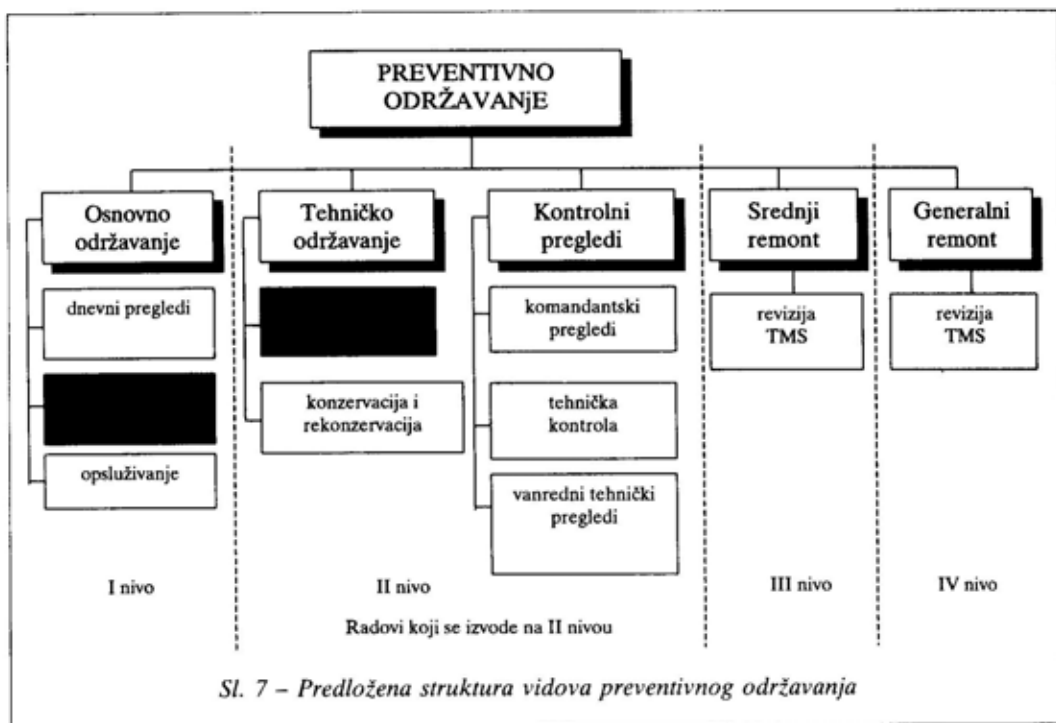 PREVENTIVNO
ODRŽAVANjE
Osnovno
održavanje
Tehničko
održavanje
Kontrolni
pregledi
Srednji
remont
Generalni
remont
dnevni pregledi
opsluživanje
konzervacija i
rekonzervacija
komandantski
pregledi
tehnička
kontrola
vanredni tehnički
pregledi
revizija
TMS
revizija
TMS
I nivo
II nivo
III nivo
IV nivo
Radovi koji se izvode na II nivou
Sl. 7 – Predložena struktura vidova preventivnog održavanja